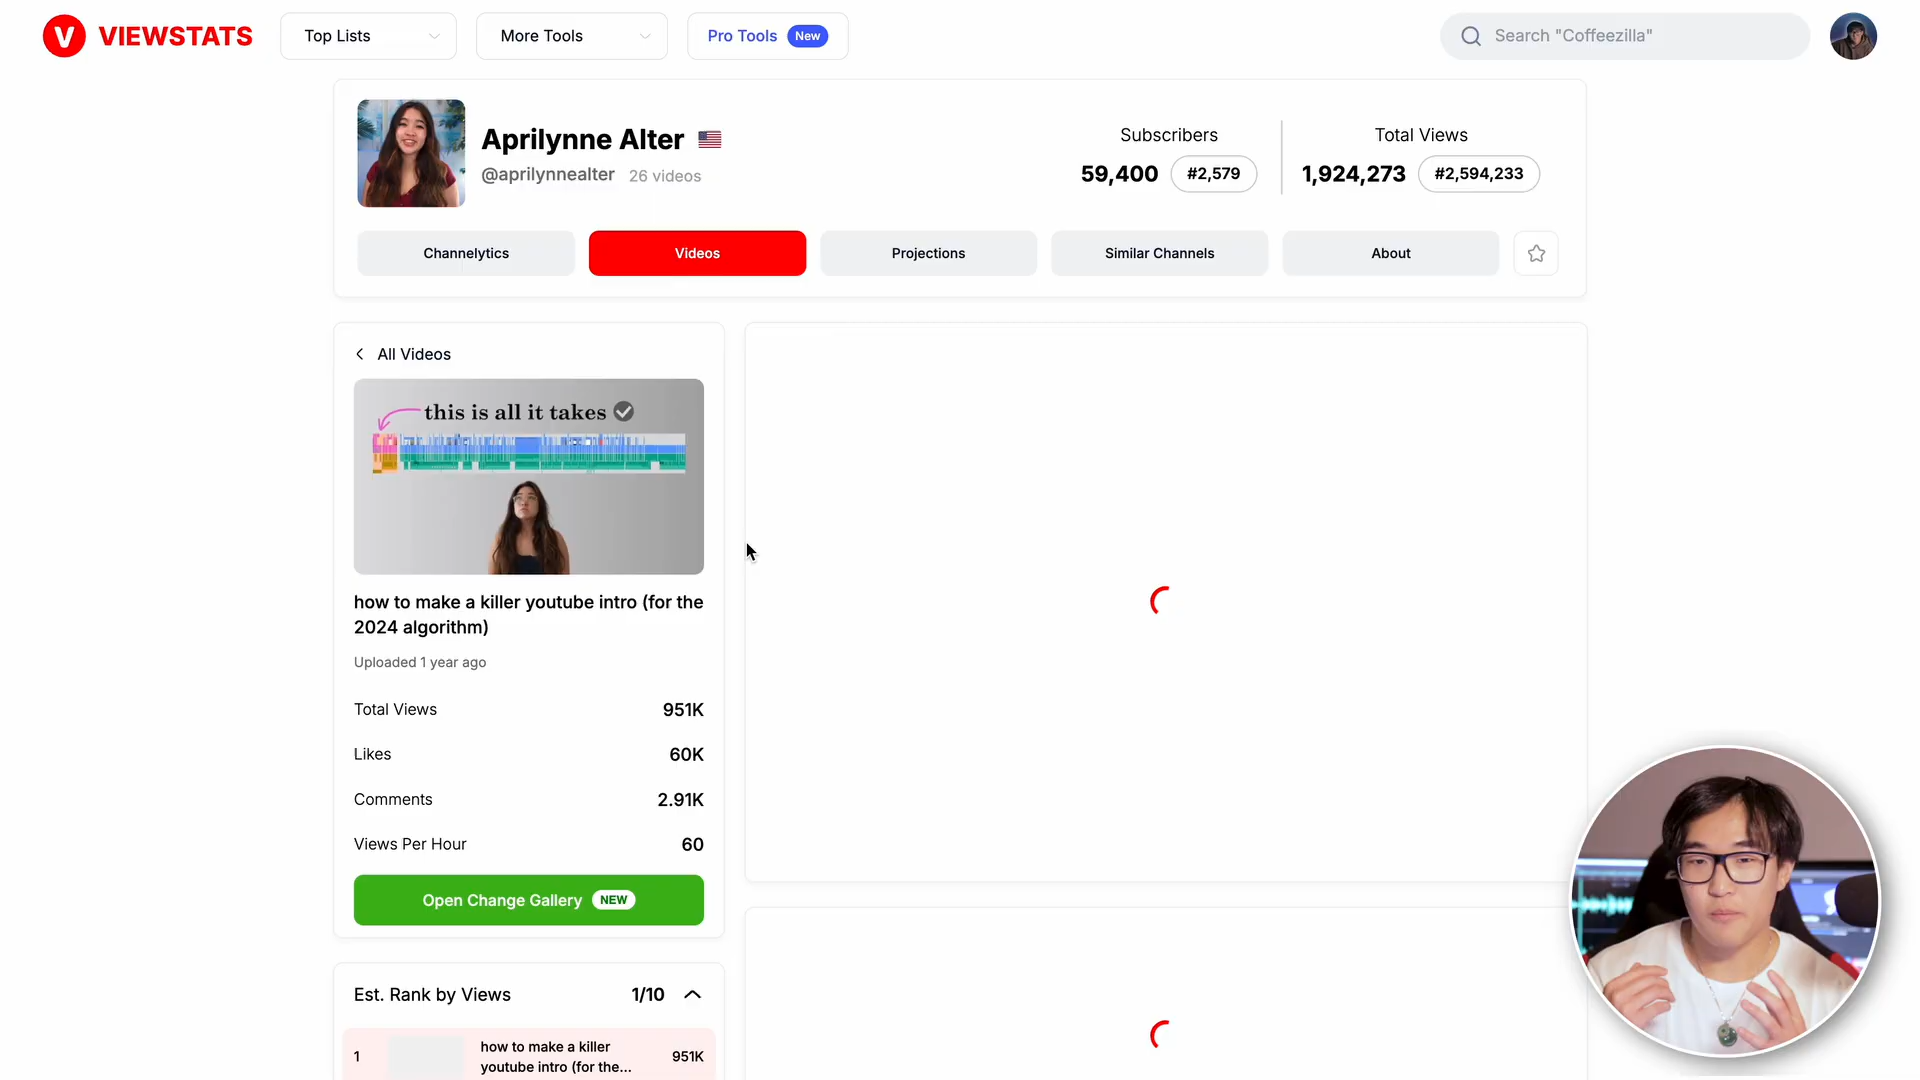 VIEWSTATS
Top Lists
More Tools
Pro Tools New
Search "Coffeezilla"
Aprilynne Alter
@aprilynnealter 26 videos
Subscribers
59,400 #2,579
Total Views
1,924,273 #2,594,233
Channelytics
Videos
Projections
Similar Channels
About
All Videos
this is all it takes
how to make a killer youtube intro (for the
2024 algorithm)
Uploaded 1 year ago
Total Views 951K
Likes 60K
Comments 2.91K
Views Per Hour 60
Open Change Gallery NEW
Est. Rank by Views 1/10
1 how to make a killer 951K
youtube intro (for the...